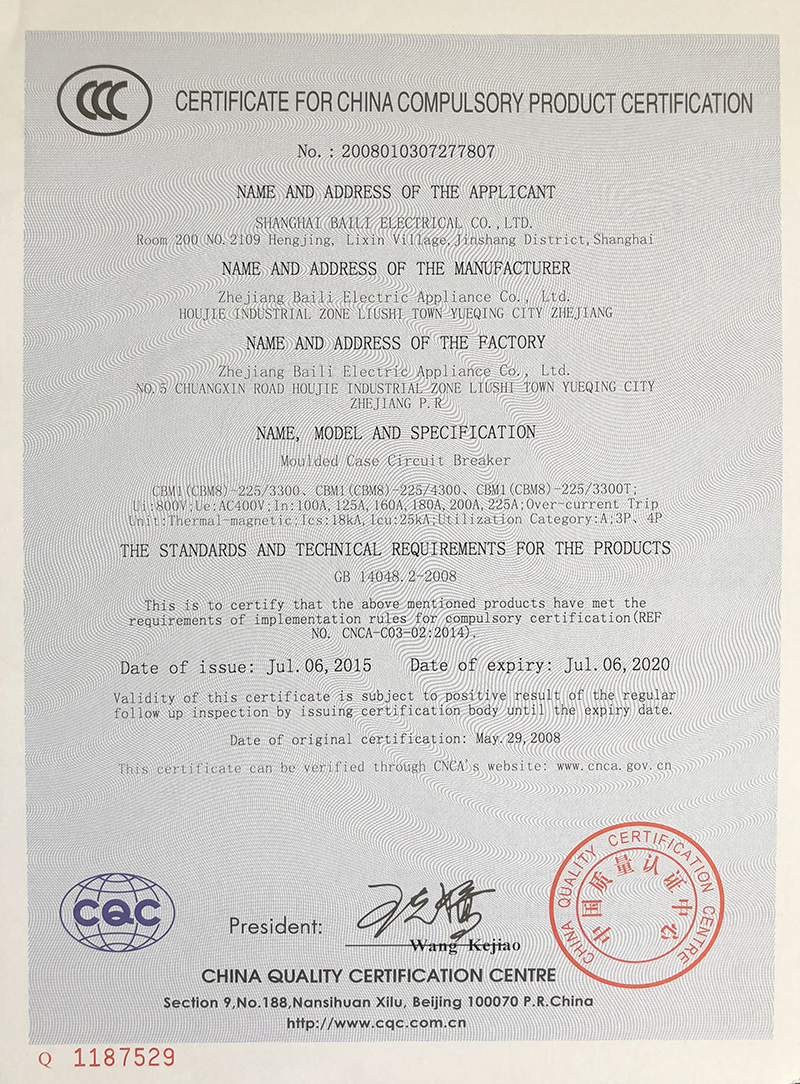 CCC
CERTIFICATE FOR CHINA COMPULSORY PRODUCT CERTIFICATION
No. : 2008010307277807
NAME AND ADDRESS OF THE APPLICANT
SHANGHAI BAILI ELECTRICAL CO.,LTD.
Room 200 NO.2109 Hengjing, Lixin Village,Jinshang District,Shanghai
NAME AND ADDRESS OF THE MANUFACTURER
Zhejiang Baili Electric Appliance Co., Ltd.
HOUJIE INDUSTRIAL ZONE LIUSHI TOWN YUEQING CITY ZHEJIANG
NAME AND ADDRESS OF THE FACTORY
Zhejiang Baili Electric Appliance Co., Ltd.
NO.5 CHUANGXIN ROAD HOUJIE INDUSTRIAL ZONE LIUSHI TOWN YUEQING CITY
ZHEJIANG P.R
NAME, MODEL AND SPECIFICATION
Moulded Case Circuit Breaker
CBM1(CBM8)-225/3300、CBM1(CBM8)-225/4300、CBM1(CBM8)-225/3300T;
Ui:800V;Ue:AC400V;In:100A,125A,160A,180A,200A,225A;Over-current Trip
Unit:Thermal-magnetic;Ics:18kA,Icu:25kA;Utilization Category:A;3P、4P
THE STANDARDS AND TECHNICAL REQUIREMENTS FOR THE PRODUCTS
GB 14048.2-2008
This is to certify that the above mentioned products have met the
requirements of implementation rules for compulsory certification(REF
NO. CNCA-C03-02:2014).
Date of issue: Jul.06,2015 Date of expiry: Jul.06,2020
Validity of this certificate is subject to positive result of the regular
follow up inspection by issuing certification body until the expiry date.
Date of original certification: May.29,2008
This certificate can be verified through CNCA's website: www.cnca.gov.cn
CHINA QUALITY CERTIFICATION CENTRE
中国质量认证中心
CQC
President:
Wang Kejiao
CHINA QUALITY CERTIFICATION CENTRE
Section 9,No.188,Nansihuan Xilu, Beijing 100070 P.R.China
http://www.cqc.com.cn
Q 1187529